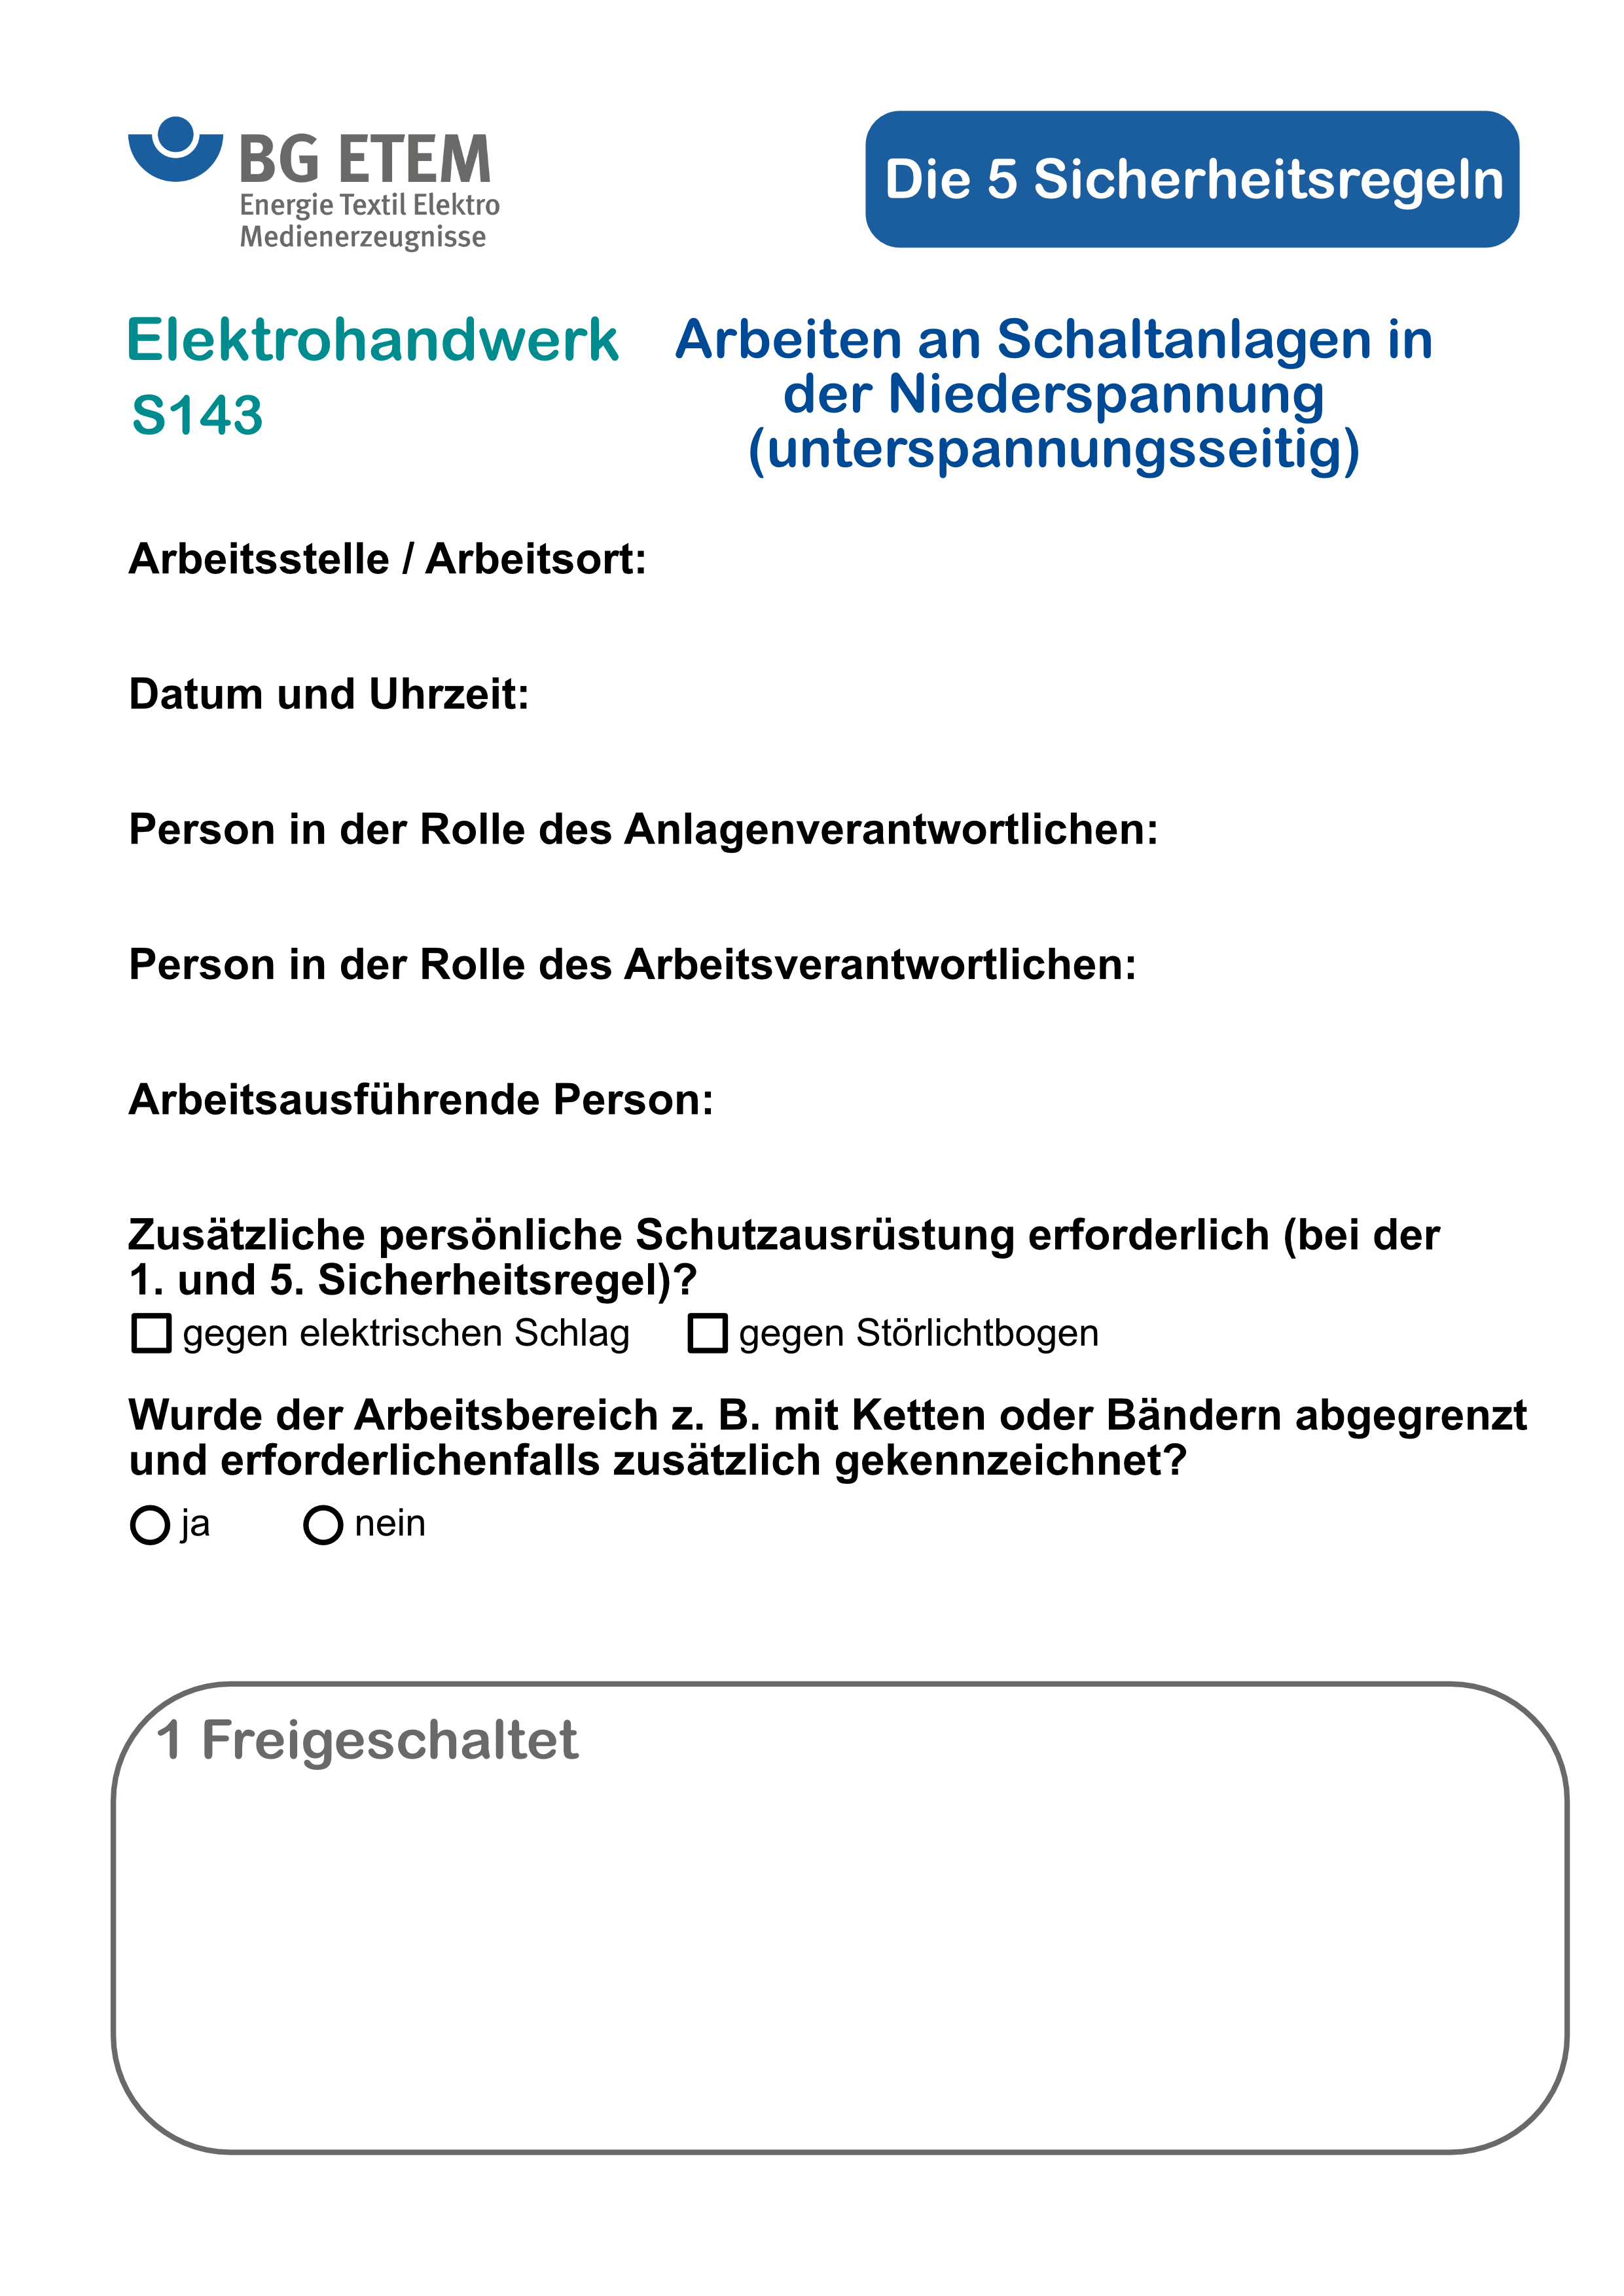 BG ETEM
Energie Textil Elektro
Medienerzeugnisse
Die 5 Sicherheitsregeln
Elektrohandwerk
S143
Arbeiten an Schaltanlagen in
der Niederspannung
(unterspannungsseitig)
Arbeitsstelle / Arbeitsort:
Datum und Uhrzeit:
Person in der Rolle des Anlagenverantwortlichen:
Person in der Rolle des Arbeitsverantwortlichen:
Arbeitsausführende Person:
Zusätzliche persönliche Schutzausrüstung erforderlich (bei der
1. und 5. Sicherheitsregel)?
gegen elektrischen Schlag gegen Störlichtbogen
Wurde der Arbeitsbereich z. B. mit Ketten oder Bändern abgegrenzt
und erforderlichenfalls zusätzlich gekennzeichnet?
ja nein
1 Freigeschaltet